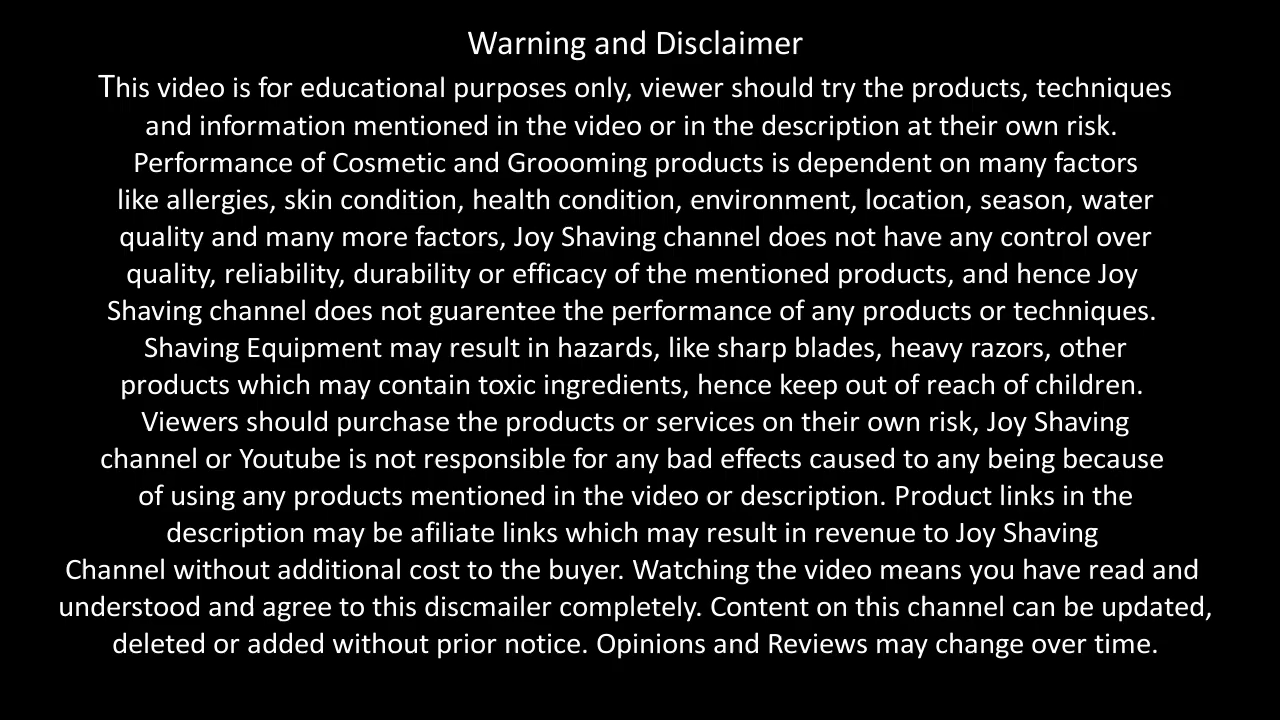 Warning and Disclaimer
This video is for educational purposes only, viewer should try the products, techniques
and information mentioned in the video or in the description at their own risk.
Performance of Cosmetic and Groooming products is dependent on many factors
like allergies, skin condition, health condition, environment, location, season, water
quality and many more factors, Joy Shaving channel does not have any control over
quality, reliability, durability or efficacy of the mentioned products, and hence Joy
Shaving channel does not guarentee the performance of any products or techniques.
Shaving Equipment may result in hazards, like sharp blades, heavy razors, other
products which may contain toxic ingredients, hence keep out of reach of children.
Viewers should purchase the products or services on their own risk, Joy Shaving
channel or Youtube is not responsible for any bad effects caused to any being because
of using any products mentioned in the video or description. Product links in the
description may be afiliate links which may result in revenue to Joy Shaving
Channel without additional cost to the buyer. Watching the video means you have read and
understood and agree to this discmailer completely. Content on this channel can be updated,
deleted or added without prior notice. Opinions and Reviews may change over time.